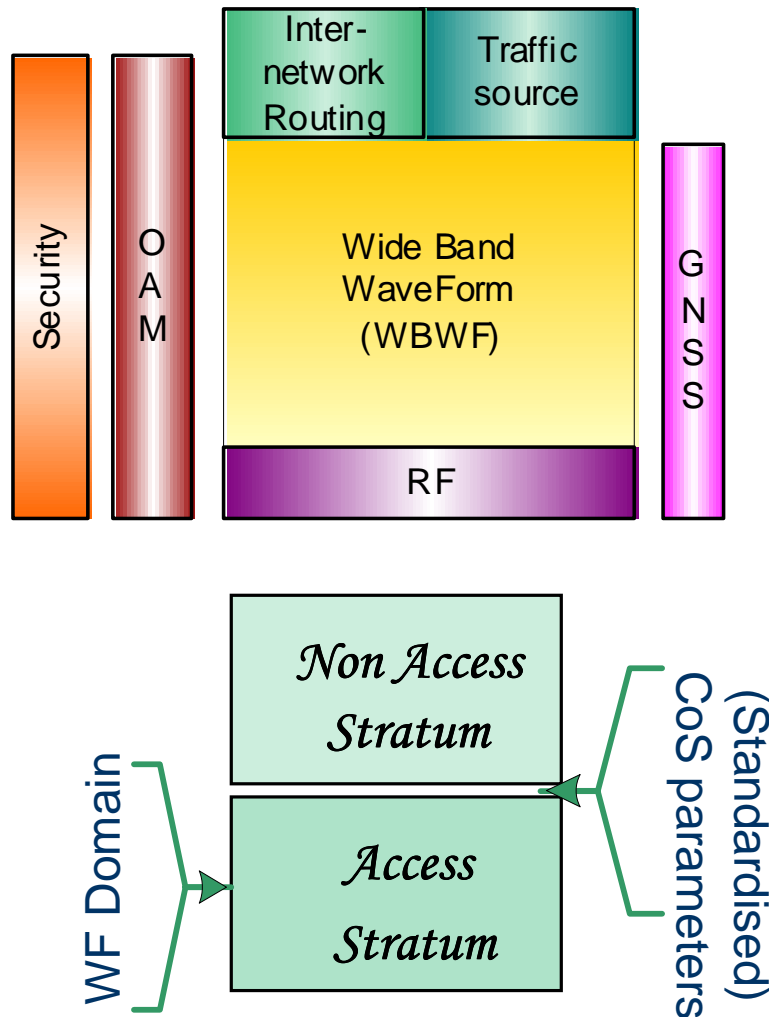 Security
O
A
M
Inter-
network
Routing
Traffic
source
Wide Band
WaveForm
(WBWF)
RF
G
N
S
S
Non Access
Stratum
WF Domain
Access
Stratum
(Standardised)
CoS parameters